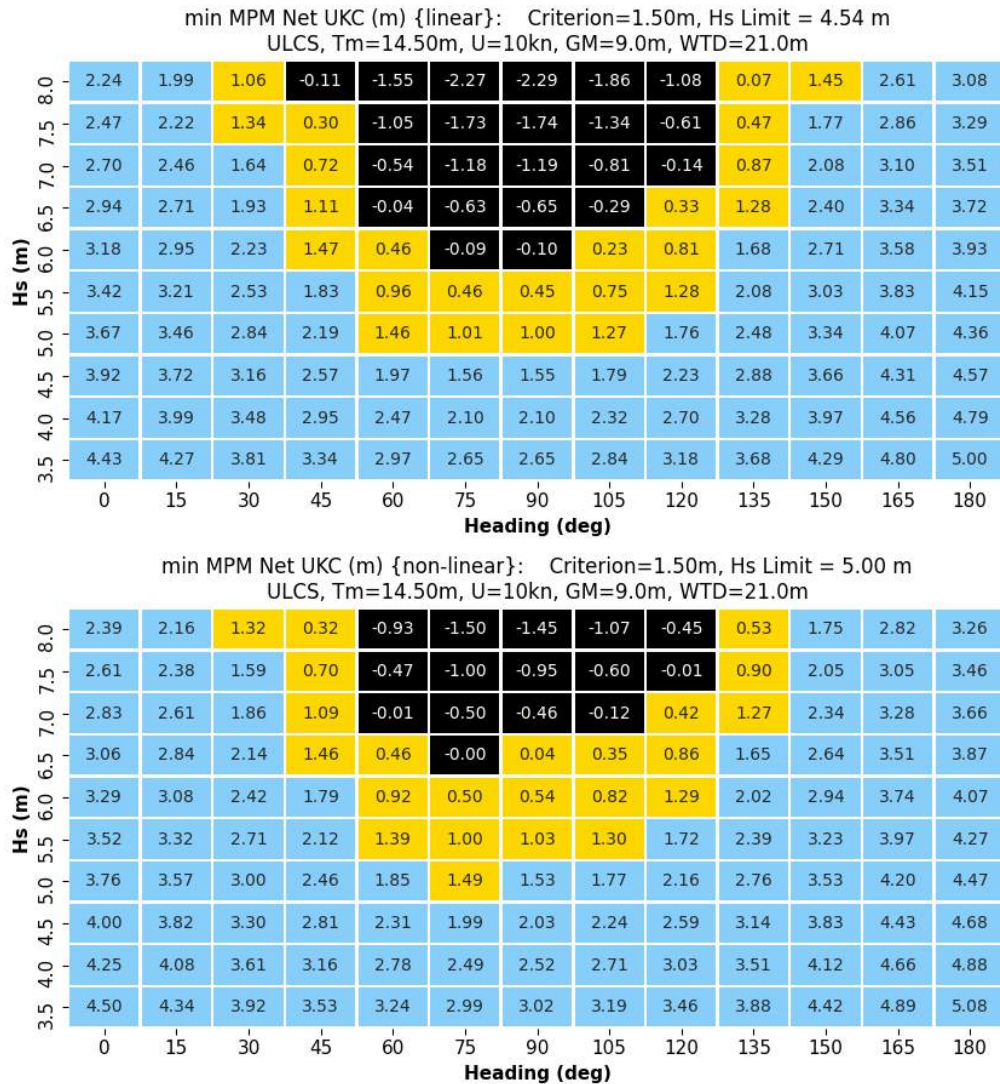 min MPM Net UKC (m) {linear}:    Criterion=1.50m, Hs Limit = 4.54 m
ULCS, Tm=14.50m, U=10kn, GM=9.0m, WTD=21.0m
8.0 2.24 1.99 1.06 -0.11 -1.55 -2.27 -2.29 -1.86 -1.08 0.07 1.45 2.61 3.08
7.5 2.47 2.22 1.34 0.30 -1.05 -1.73 -1.74 -1.34 -0.61 0.47 1.77 2.86 3.29
7.0 2.70 2.46 1.64 0.72 -0.54 -1.18 -1.19 -0.81 -0.14 0.87 2.08 3.10 3.51
6.5 2.94 2.71 1.93 1.11 -0.04 -0.63 -0.65 -0.29 0.33 1.28 2.40 3.34 3.72
6.0 3.18 2.95 2.23 1.47 0.46 -0.09 -0.10 0.23 0.81 1.68 2.71 3.58 3.93
5.5 3.42 3.21 2.53 1.83 0.96 0.46 0.45 0.75 1.28 2.08 3.03 3.83 4.15
5.0 3.67 3.46 2.84 2.19 1.46 1.01 1.00 1.27 1.76 2.48 3.34 4.07 4.36
4.5 3.92 3.72 3.16 2.57 1.97 1.56 1.55 1.79 2.23 2.88 3.66 4.31 4.57
4.0 4.17 3.99 3.48 2.95 2.47 2.10 2.10 2.32 2.70 3.28 3.97 4.56 4.79
3.5 4.43 4.27 3.81 3.34 2.97 2.65 2.65 2.84 3.18 3.68 4.29 4.80 5.00
Hs (m)
0 15 30 45 60 75 90 105 120 135 150 165 180
Heading (deg)
min MPM Net UKC (m) {non-linear}:    Criterion=1.50m, Hs Limit = 5.00 m
ULCS, Tm=14.50m, U=10kn, GM=9.0m, WTD=21.0m
8.0 2.39 2.16 1.32 0.32 -0.93 -1.50 -1.45 -1.07 -0.45 0.53 1.75 2.82 3.26
7.5 2.61 2.38 1.59 0.70 -0.47 -1.00 -0.95 -0.60 -0.01 0.90 2.05 3.05 3.46
7.0 2.83 2.61 1.86 1.09 -0.01 -0.50 -0.46 -0.12 0.42 1.27 2.34 3.28 3.66
6.5 3.06 2.84 2.14 1.46 0.46 -0.00 0.04 0.35 0.86 1.65 2.64 3.51 3.87
6.0 3.29 3.08 2.42 1.79 0.92 0.50 0.54 0.82 1.29 2.02 2.94 3.74 4.07
5.5 3.52 3.32 2.71 2.12 1.39 1.00 1.03 1.30 1.72 2.39 3.23 3.97 4.27
5.0 3.76 3.57 3.00 2.46 1.85 1.49 1.53 1.77 2.16 2.76 3.53 4.20 4.47
4.5 4.00 3.82 3.30 2.81 2.31 1.99 2.03 2.24 2.59 3.14 3.83 4.43 4.68
4.0 4.25 4.08 3.61 3.16 2.78 2.49 2.52 2.71 3.03 3.51 4.12 4.66 4.88
3.5 4.50 4.34 3.92 3.53 3.24 2.99 3.02 3.19 3.46 3.88 4.42 4.89 5.08
Hs (m)
0 15 30 45 60 75 90 105 120 135 150 165 180
Heading (deg)